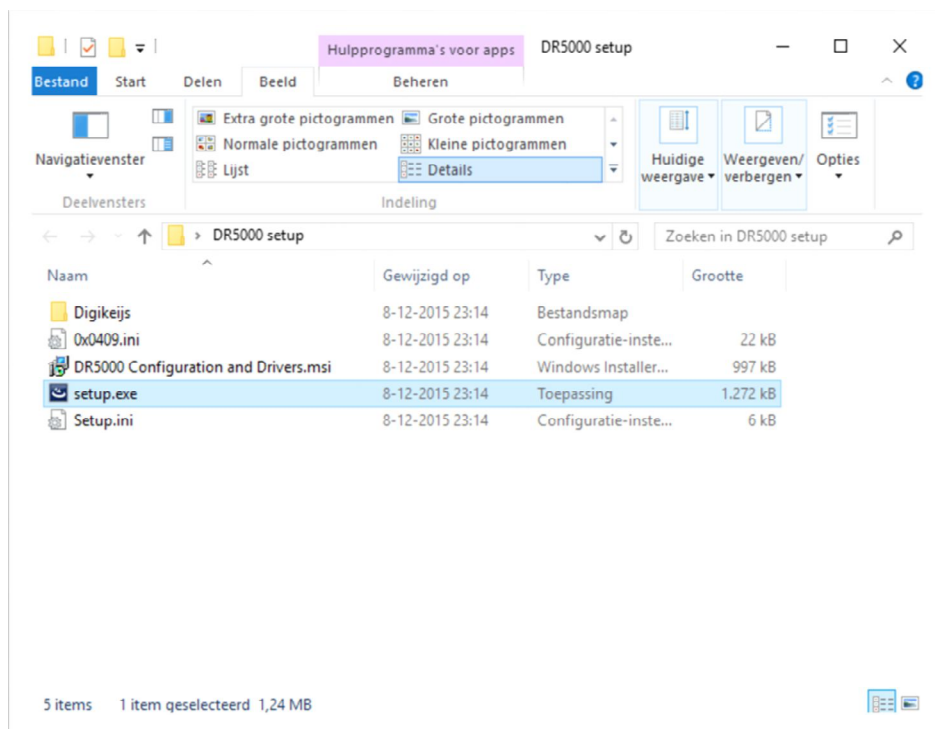 Hulpprogramma's voor apps DR5000 setup
Bestand Start Delen Beeld Beheren
Extra grote pictogrammen Grote pictogrammen
Normale pictogrammen Kleine pictogrammen
Lijst Details
Navigatievenster
Huidige weergave
Weergeven/ verbergen
Opties
Deelvensters Indeling
DR5000 setup Zoeken in DR5000 setup
Naam Gewijzigd op Type Grootte
Digikeijs 8-12-2015 23:14 Bestandsmap
0x0409.ini 8-12-2015 23:14 Configuratie-inste... 22 kB
DR5000 Configuration and Drivers.msi 8-12-2015 23:14 Windows Installer... 997 kB
setup.exe 8-12-2015 23:14 Toepassing 1.272 kB
Setup.ini 8-12-2015 23:14 Configuratie-inste... 6 kB
5 items 1 item geselecteerd 1,24 MB